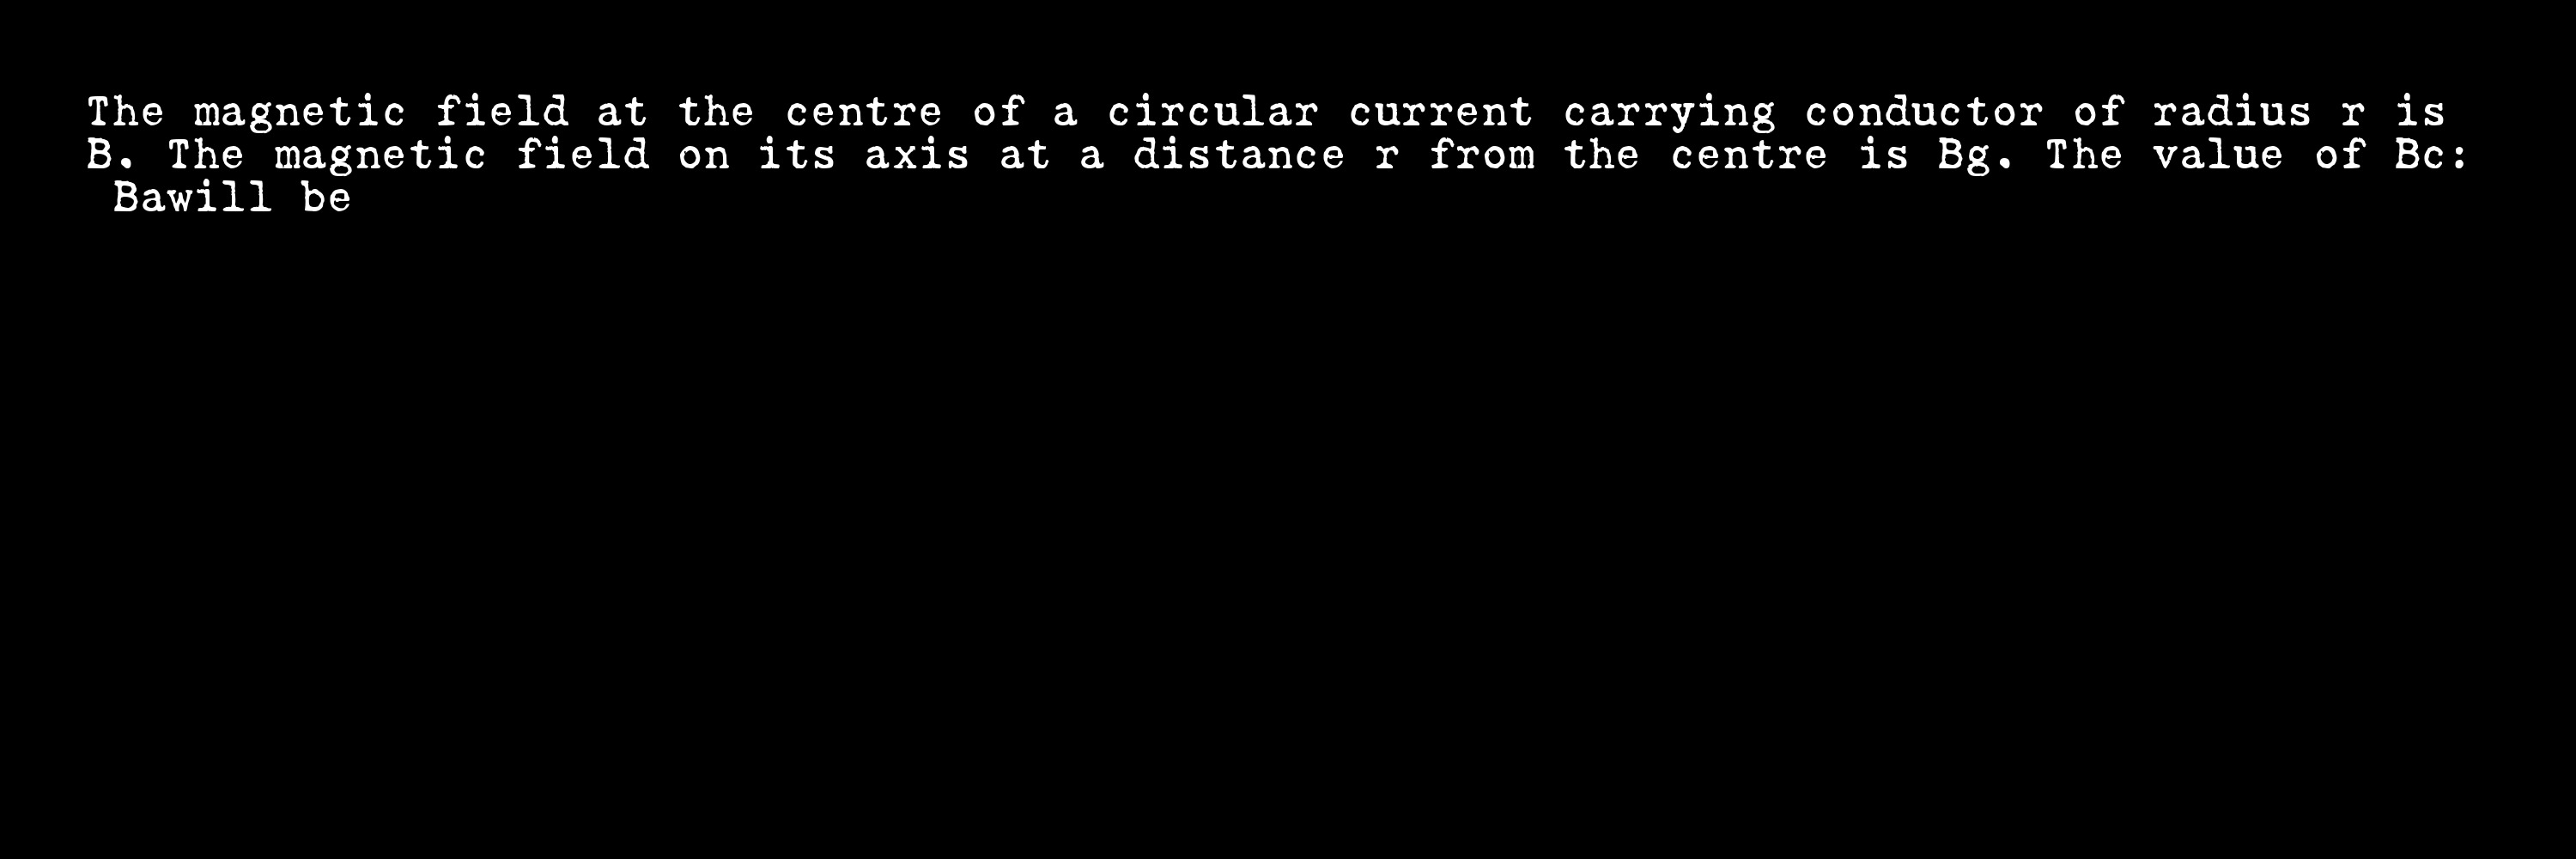 The magnetic field at the centre of a circular current carrying conductor of radius r is
B. The magnetic field on its axis at a distance r from the centre is Bg. The value of Bc:
Bawill be